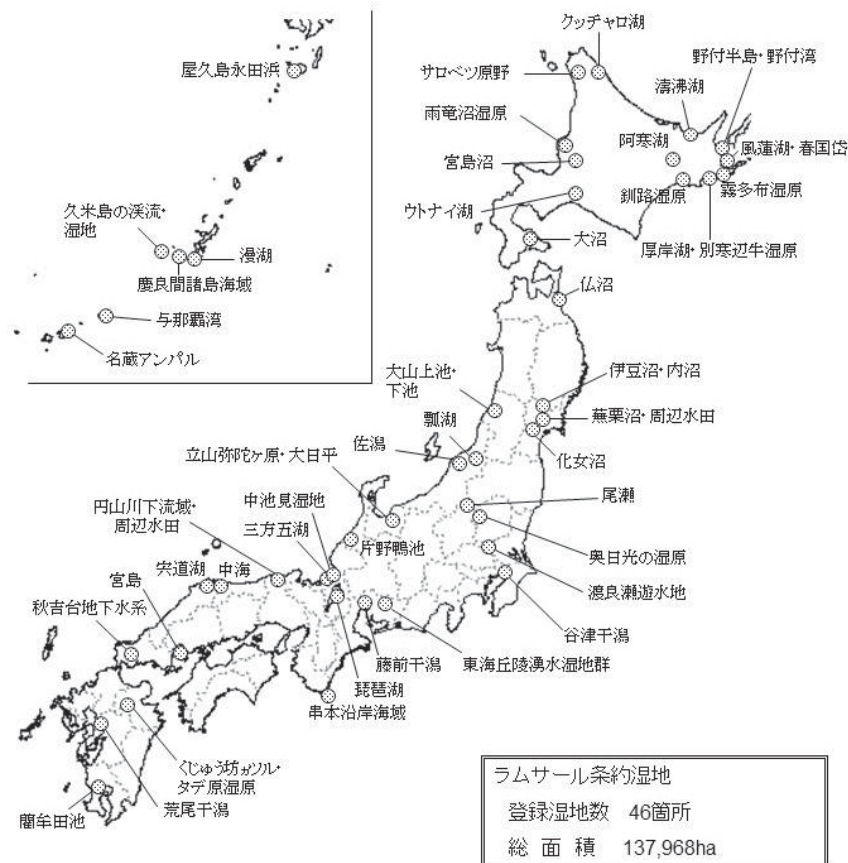 クッチャロ湖
サロベツ原野
野付半島・野付湾
濤沸湖
雨竜沼湿原
阿寒湖
風蓮湖・春国岱
宮島沼
釧路湿原
霧多布湿原
ウトナイ湖
厚岸湖・別寒辺牛湿原
大沼
仏沼
屋久島永田浜
久米島の渓流・
湿地
漫湖
慶良間諸島海域
与那覇湾
名蔵アンパル
大山上池・
下池
伊豆沼・内沼
蕪栗沼・周辺水田
化女沼
瓢湖
佐潟
立山弥陀ヶ原・大日平
尾瀬
奥日光の湿原
渡良瀬遊水地
谷津干潟
円山川下流域・
周辺水田
中池見湿地
三方五湖
片野鴨池
宍道湖
中海
宮島
秋吉台地下水系
東海丘陵湧水湿地群
藤前干潟
琵琶湖
串本沿岸海域
くじゅう坊ガツル・
タデ原湿原
荒尾干潟
藺牟田池
ラムサール条約湿地
登録湿地数 46箇所
総面積 137,968ha